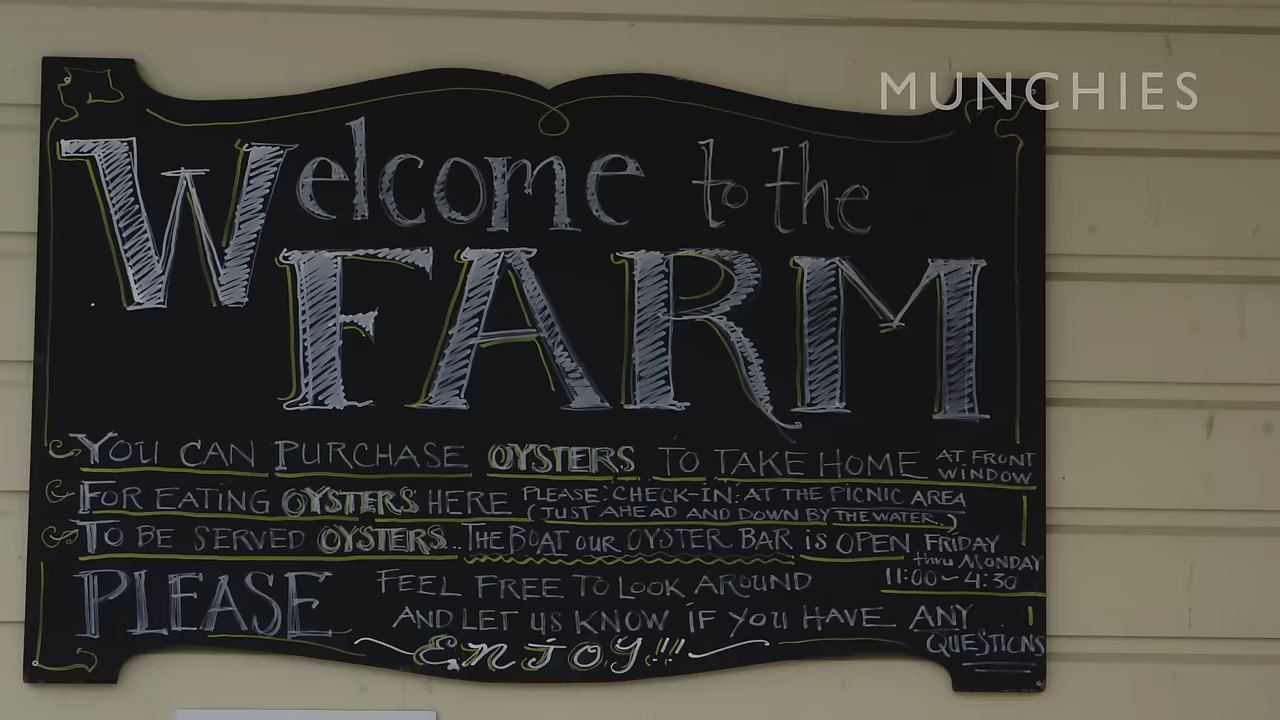 MUNCHIES
Welcome to the
FARM
YOU CAN PURCHASE OYSTERS TO TAKE HOME AT FRONT WINDOW
FOR EATING OYSTERS HERE PLEASE "CHECK-IN" AT THE PICNIC AREA
(JUST AHEAD AND DOWN BY THE WATER.)
TO BE SERVED OYSTERS... THE BOAT OUR OYSTER BAR IS OPEN FRIDAY
thru MONDAY
11:00 - 4:30
PLEASE FEEL FREE TO LOOK AROUND
AND LET US KNOW IF YOU HAVE ANY
QUESTIONS
ENJOY!!!